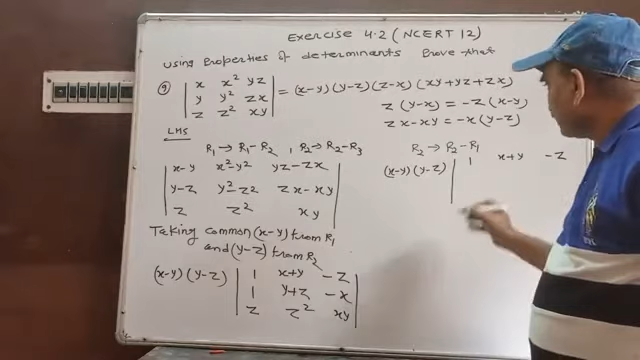 Exercise 4.2 (NCERT 12)
Using Properties of determinants Prove that
9) | x x² yz | = (x-y)(y-z)(z-x)(xy+yz+zx)
| y y² zx |
| z z² xy |
z(y-x) = -z(x-y)
zx-xy = -x(y-z)
LHS
R₁ → R₁-R₂, R₂ → R₂-R₃
| x-y x²-y² yz-zx |
| y-z y²-z² zx-xy |
| z z² xy |
Taking common (x-y) from R₁
and (y-z) from R₂
(x-y)(y-z) | 1 x+y -z |
| 1 y+z -x |
| z z² xy |
R₂ → R₂-R₁
(x-y)(y-z) | 1 x+y -z